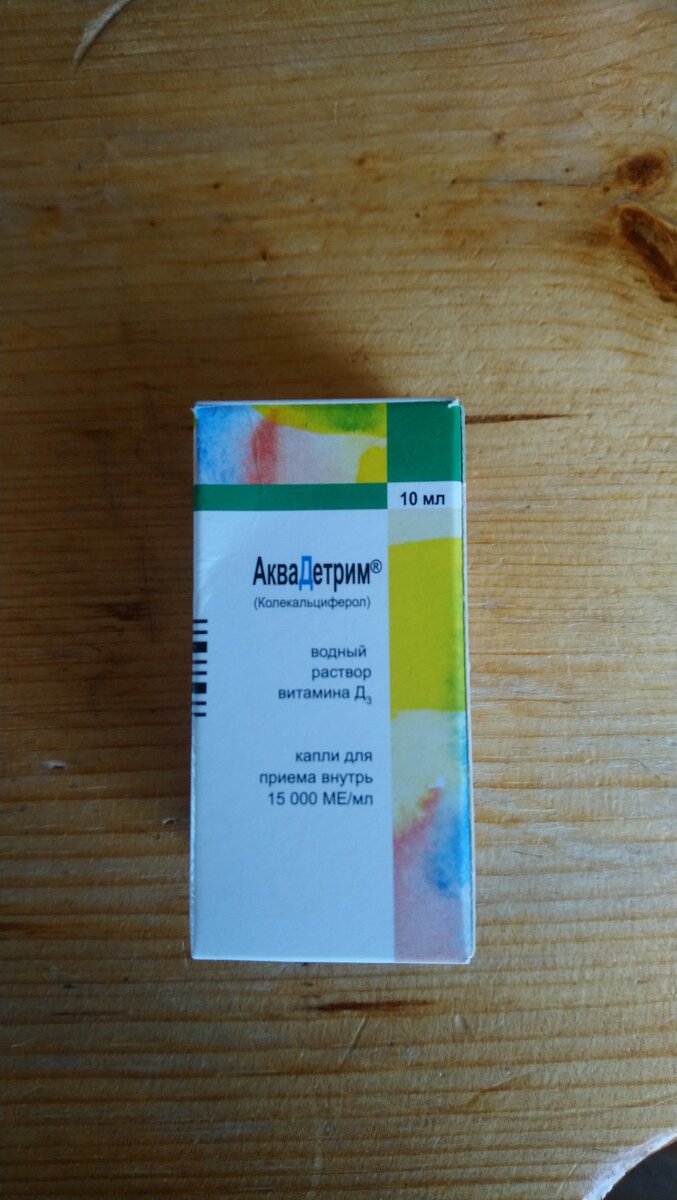 10 мл
АкваДетрим®
(Колекальциферол)
водный
раствор
витамина Д₃
капли для
приема внутрь
15 000 МЕ/мл